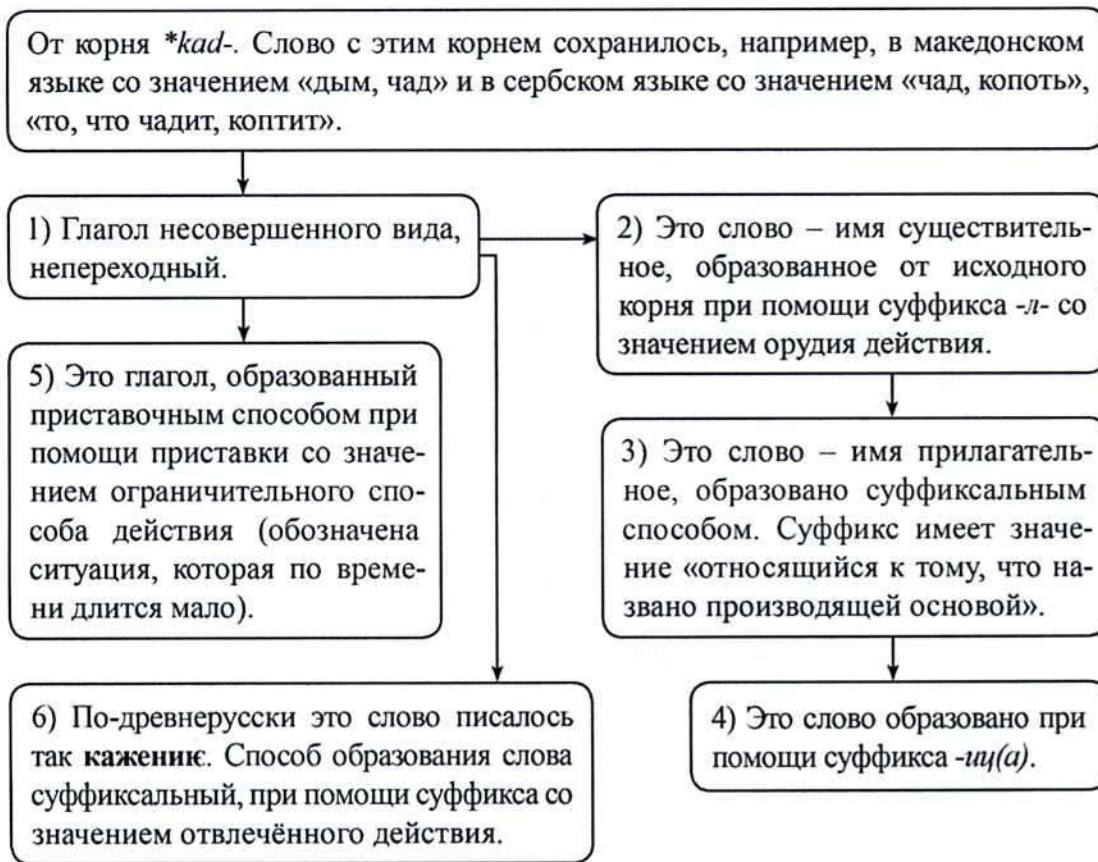 От корня *kad-. Слово с этим корнем сохранилось, например, в македонском
языке со значением «дым, чад» и в сербском языке со значением «чад, копоть»,
«то, что чадит, коптит».
1) Глагол несовершенного вида,
непереходный.
2) Это слово – имя существитель-
ное, образованное от исходного
корня при помощи суффикса -л- со
значением орудия действия.
5) Это глагол, образованный
приставочным способом при
помощи приставки со значе-
нием ограничительного спо-
соба действия (обозначена
ситуация, которая по време-
ни длится мало).
3) Это слово – имя прилагатель-
ное, образовано суффиксальным
способом. Суффикс имеет значе-
ние «относящийся к тому, что на-
звано производящей основой».
6) По-древнерусски это слово писалось
так кажениѥ. Способ образования слова
суффиксальный, при помощи суффикса со
значением отвлечённого действия.
4) Это слово образовано при
помощи суффикса -иц(а).